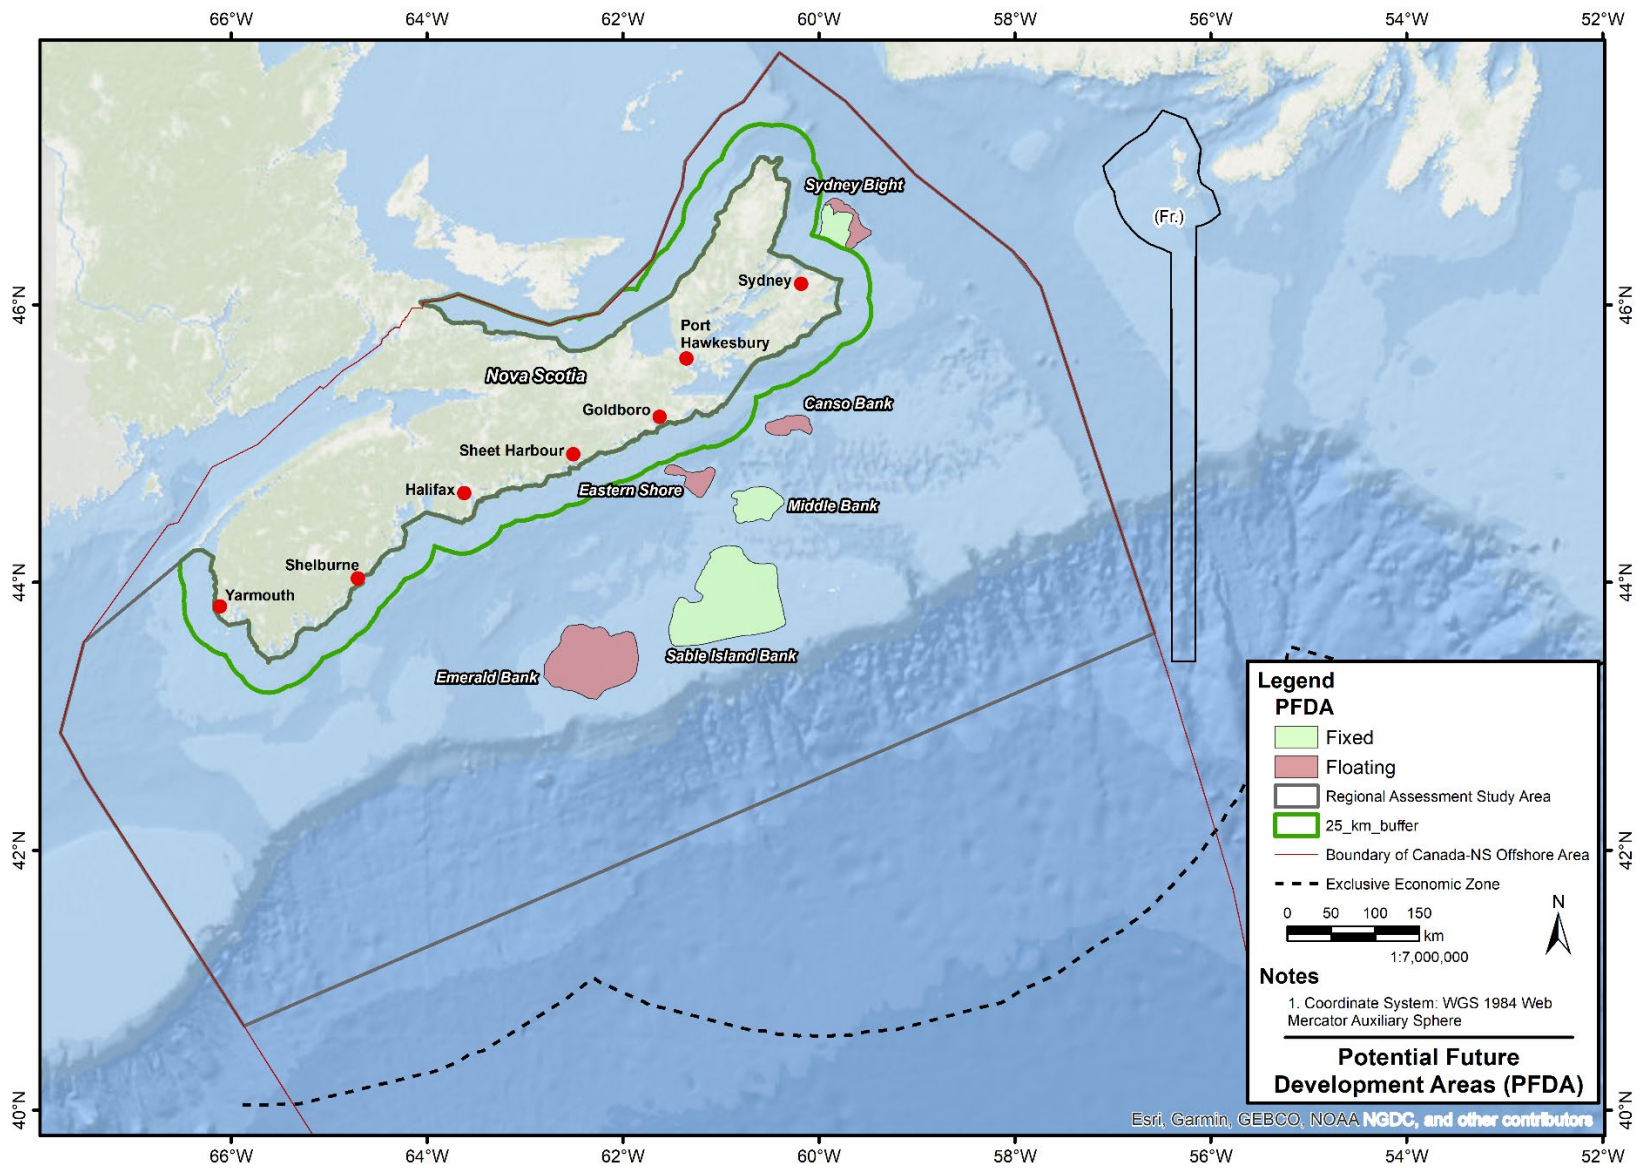 66°W 64°W 62°W 60°W 58°W 56°W 54°W 52°W
Sydney Bight
(Fr.)
Sydney
46°N 46°N
Port
Hawkesbury
Nova Scotia
Canso Bank
Goldboro
Sheet Harbour
Halifax
Eastern Shore
Middle Bank
Shelburne
44°N 44°N
Yarmouth
Sable Island Bank
Emerald Bank
Legend
PFDA
Fixed
Floating
Regional Assessment Study Area
25_km_buffer
42°N 42°N
Boundary of Canada-NS Offshore Area
Exclusive Economic Zone
N
0 50 100 150
km
1:7,000,000
Notes
1. Coordinate System: WGS 1984 Web
Mercator Auxiliary Sphere
Potential Future
Development Areas (PFDA)
40°N 40°N
Esri, Garmin, GEBCO, NOAA NGDC, and other contributors
66°W 64°W 62°W 60°W 58°W 56°W 54°W 52°W